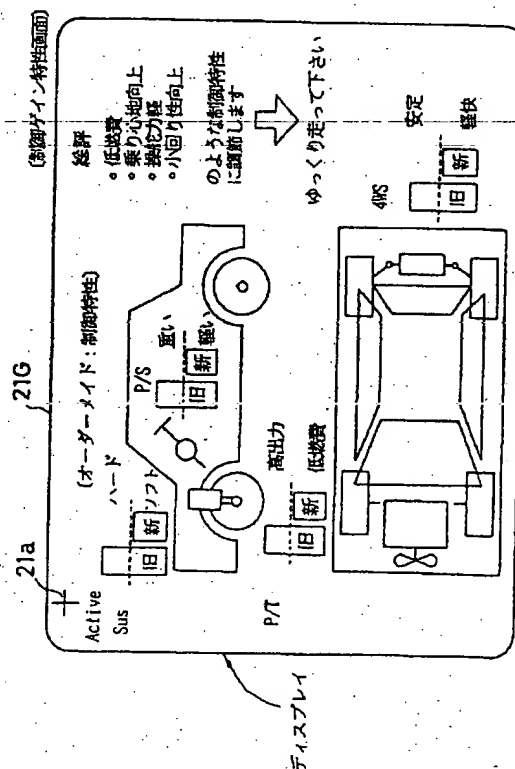 (制御ゲイン特性画面)
21G
21a
(オーダーメイド:制御特性)
Active
Sus
ハード
ソフト
旧
新
P/S
重い
軽い
旧
新
総評
・低燃費
・乗り心地向上
・操舵力軽
・小回り性向上
のような制御特性
に調節します
ゆっくり走って下さい
P/T
高出力
低燃費
旧
新
4WS
安定
軽快
旧
新
ディスプレイ